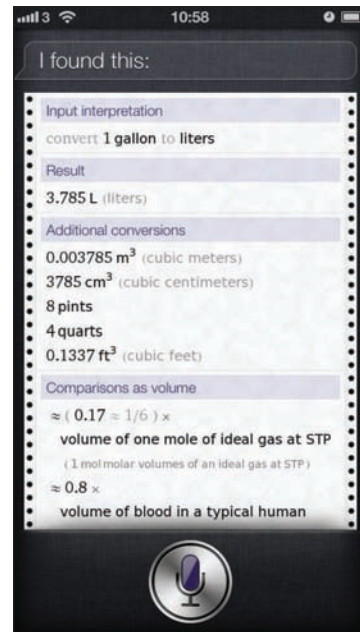 3 10:58
I found this:
Input interpretation
convert 1 gallon to liters
Result
3.785 L (liters)
Additional conversions
0.003785 m³ (cubic meters)
3785 cm³ (cubic centimeters)
8 pints
4 quarts
0.1337 ft³ (cubic feet)
Comparisons as volume
≈ ( 0.17 ≈ 1/6 ) ×
volume of one mole of ideal gas at STP
( 1 mol molar volumes of an ideal gas at STP )
≈ 0.8 ×
volume of blood in a typical human